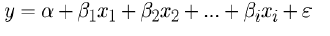 y = α + β₁x₁ + β₂x₂ + ... + βᵢxᵢ + ε